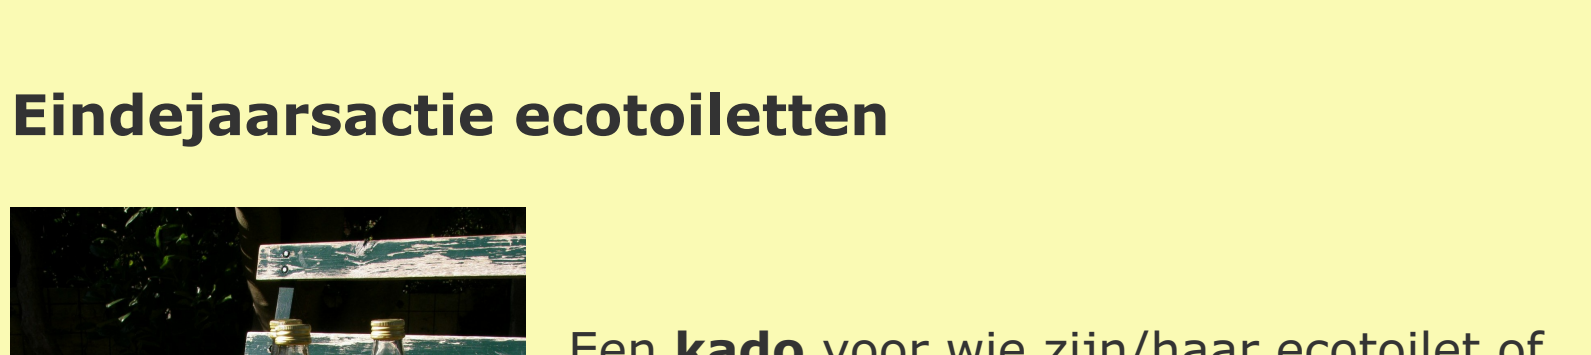 Eindejaarsactie ecotoiletten
Een kado voor wie zijn/haar ecotoilet of